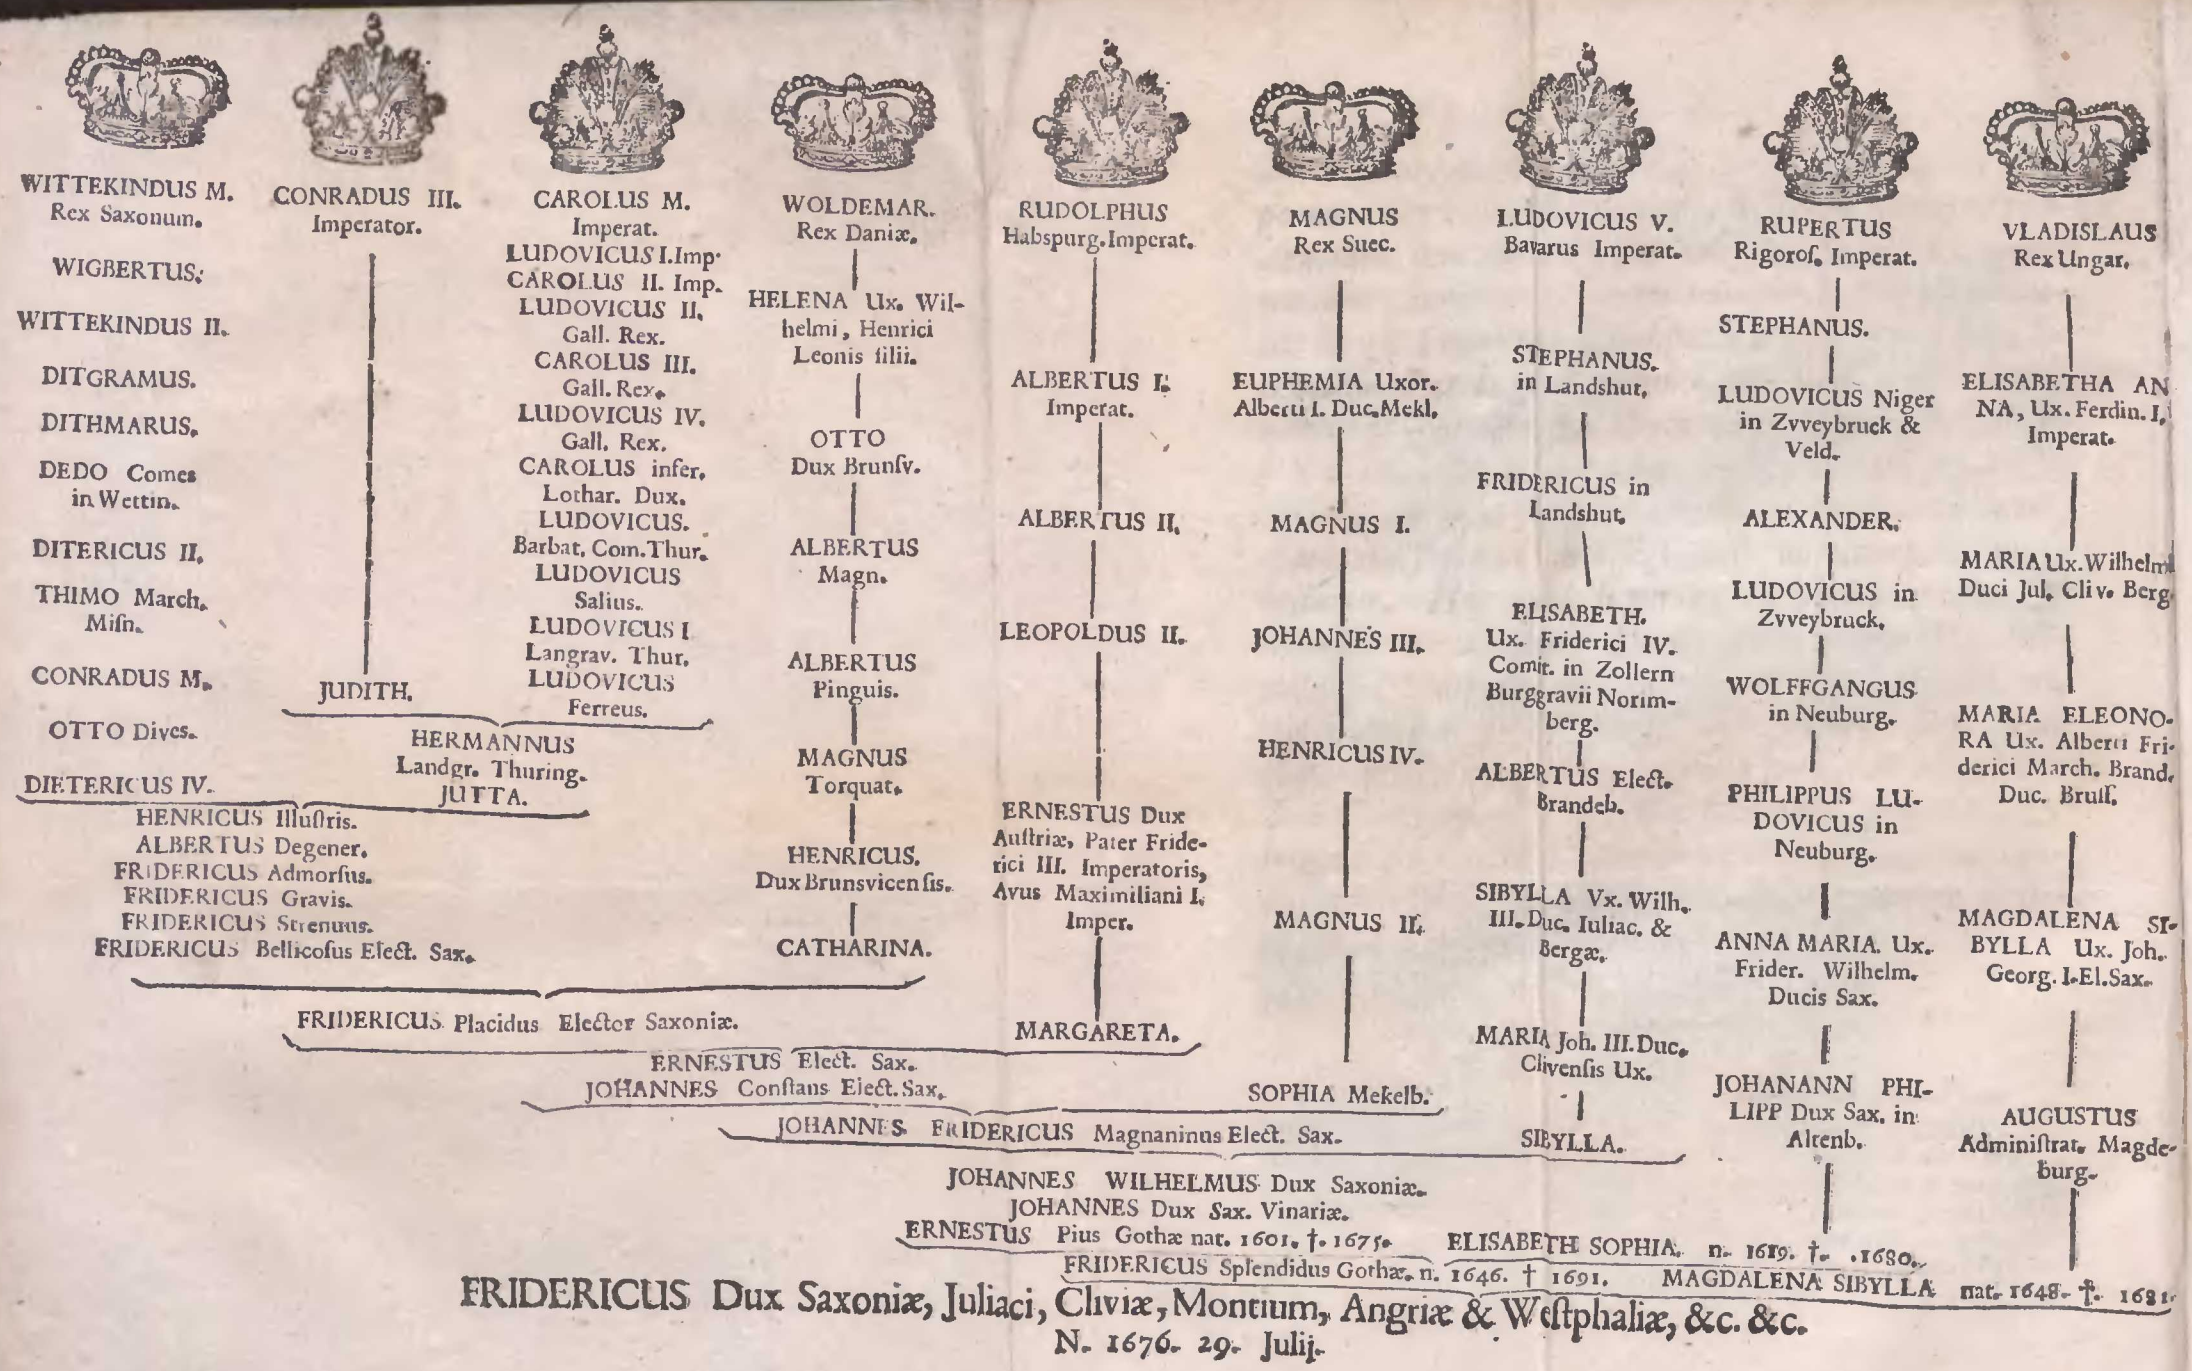 WITTEKINDUS M.
Rex Saxonum.
WIGBERTUS.
WITTEKINDUS II.
DITGRAMUS.
DITHMARUS.
DEDO Comes
in Wettin.
DITERICUS II.
THIMO March.
Miſn.
CONRADUS M.
OTTO Dives.
DIETERICUS IV.
CONRADUS III.
Imperator.
JUDITH.
CAROLUS M.
Imperat.
LUDOVICUS I. Imp.
CAROLUS II. Imp.
LUDOVICUS II.
Gall. Rex.
CAROLUS III.
Gall. Rex.
LUDOVICUS IV.
Gall. Rex.
CAROLUS infer.
Lothar. Dux.
LUDOVICUS.
Barbat. Com. Thur.
LUDOVICUS
Salius.
LUDOVICUS I
Langrav. Thur.
LUDOVICUS
Ferreus.
HERMANNUS
Landgr. Thuring.
JUTTA.
HENRICUS Illuſtris.
ALBERTUS Degener.
FRIDERICUS Admorſus.
FRIDERICUS Gravis.
FRIDERICUS Strenuus.
FRIDERICUS Bellicoſus Elect. Sax.
WOLDEMAR.
Rex Daniæ.
HELENA Ux. Wil-
helmi, Henrici
Leonis filii.
OTTO
Dux Brunſv.
ALBERTUS
Magn.
ALBERTUS
Pinguis.
MAGNUS
Torquat.
HENRICUS.
Dux Brunsvicenſis.
CATHARINA.
FRIDERICUS Placidus Elector Saxoniæ.
RUDOLPHUS
Habspurg. Imperat.
ALBERTUS I.
Imperat.
ALBERTUS II.
LEOPOLDUS II.
ERNESTUS Dux
Auſtriæ, Pater Fride-
rici III. Imperatoris,
Avus Maximiliani I.
Imper.
MARGARETA.
ERNESTUS Elect. Sax.
JOHANNES Conſtans Elect. Sax.
MAGNUS
Rex Suec.
EUPHEMIA Uxor.
Alberti I. Duc. Mekl.
MAGNUS I.
JOHANNES III.
HENRICUS IV.
MAGNUS II.
SOPHIA Mekelb.
JOHANNES FRIDERICUS Magnaninus Elect. Sax.
LUDOVICUS V.
Bavarus Imperat.
STEPHANUS.
in Landshut.
FRIDERICUS in
Landshut.
ELISABETH.
Ux. Friderici IV.
Comit. in Zollern
Burggravii Norim-
berg.
ALBERTUS Elect.
Brandeb.
SIBYLLA Vx. Wilh.
III. Duc. Iuliac. &
Bergæ.
MARIA Joh. III. Duc.
Clivenſis Ux.
SIBYLLA.
JOHANNES WILHELMUS Dux Saxoniæ.
JOHANNES Dux Sax. Vinariæ.
ERNESTUS Pius Gothæ nat. 1601. †. 1675.
RUPERTUS
Rigoroſ. Imperat.
STEPHANUS.
LUDOVICUS Niger
in Zvveybruck &
Veld.
ALEXANDER.
LUDOVICUS in
Zvveybruck.
WOLFFGANGUS
in Neuburg.
PHILIPPUS LU-
DOVICUS in
Neuburg.
ANNA MARIA. Ux.
Frider. Wilhelm.
Ducis Sax.
JOHANANN PHI-
LIPP Dux Sax. in
Altenb.
ELISABETH SOPHIA. n. 1619. †. 1680.
FRIDERICUS Splendidus Gothæ. n. 1646. † 1691.
VLADISLAUS
Rex Ungar.
ELISABETHA AN
NA, Ux. Ferdin. I.
Imperat.
MARIA Ux. Wilhelm
Duci Jul. Cliv. Berg.
MARIA ELEONO-
RA Ux. Alberti Fri-
derici March. Brand.
Duc. Bruſſ.
MAGDALENA SI-
BYLLA Ux. Joh.
Georg. I. El. Sax.
AUGUSTUS
Adminiſtrat. Magde-
burg.
MAGDALENA SIBYLLA nat. 1648. †. 1681.
FRIDERICUS Dux Saxoniæ, Juliaci, Cliviæ, Montium, Angriæ & Weſtphaliæ, &c. &c.
N. 1676. 29. Julij.